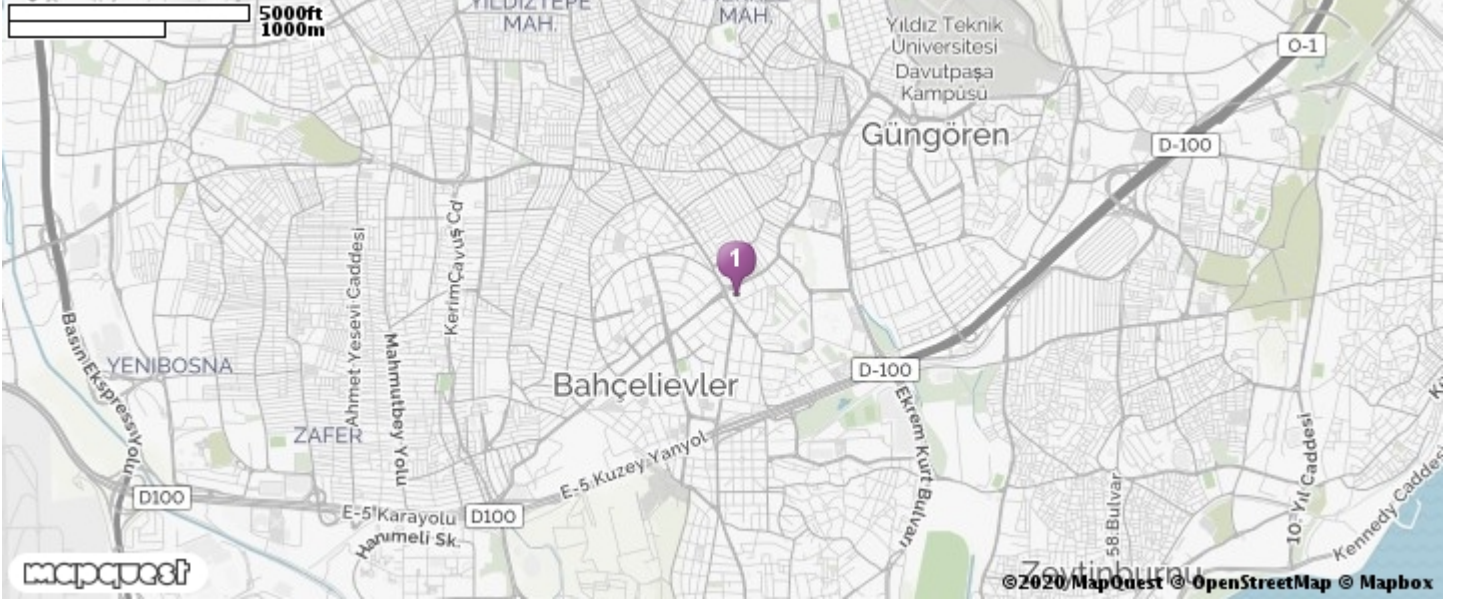 5000ft
1000m
YILDIZTEPE
MAH.
MAH.
Yıldız Teknik
Üniversitesi
Davutpaşa
Kampüsü
O-1
Güngören
D-100
1
Kerim Çavuş Cd
Ahmet Yesevi Caddesi
Mahmutbey Yolu
Basın Ekspress Yolu
YENIBOSNA
Bahçelievler
D-100
ZAFER
Ekrem Kurt Bulvarı
E-5 Kuzey Yanyol
D100
E-5 Karayolu
D100
Hanımeli Sk.
58.Bulvar
10. Yıl Caddesi
Kennedy Caddesi
Zeytinburnu
mapquest
©2020 MapQuest © OpenStreetMap © Mapbox